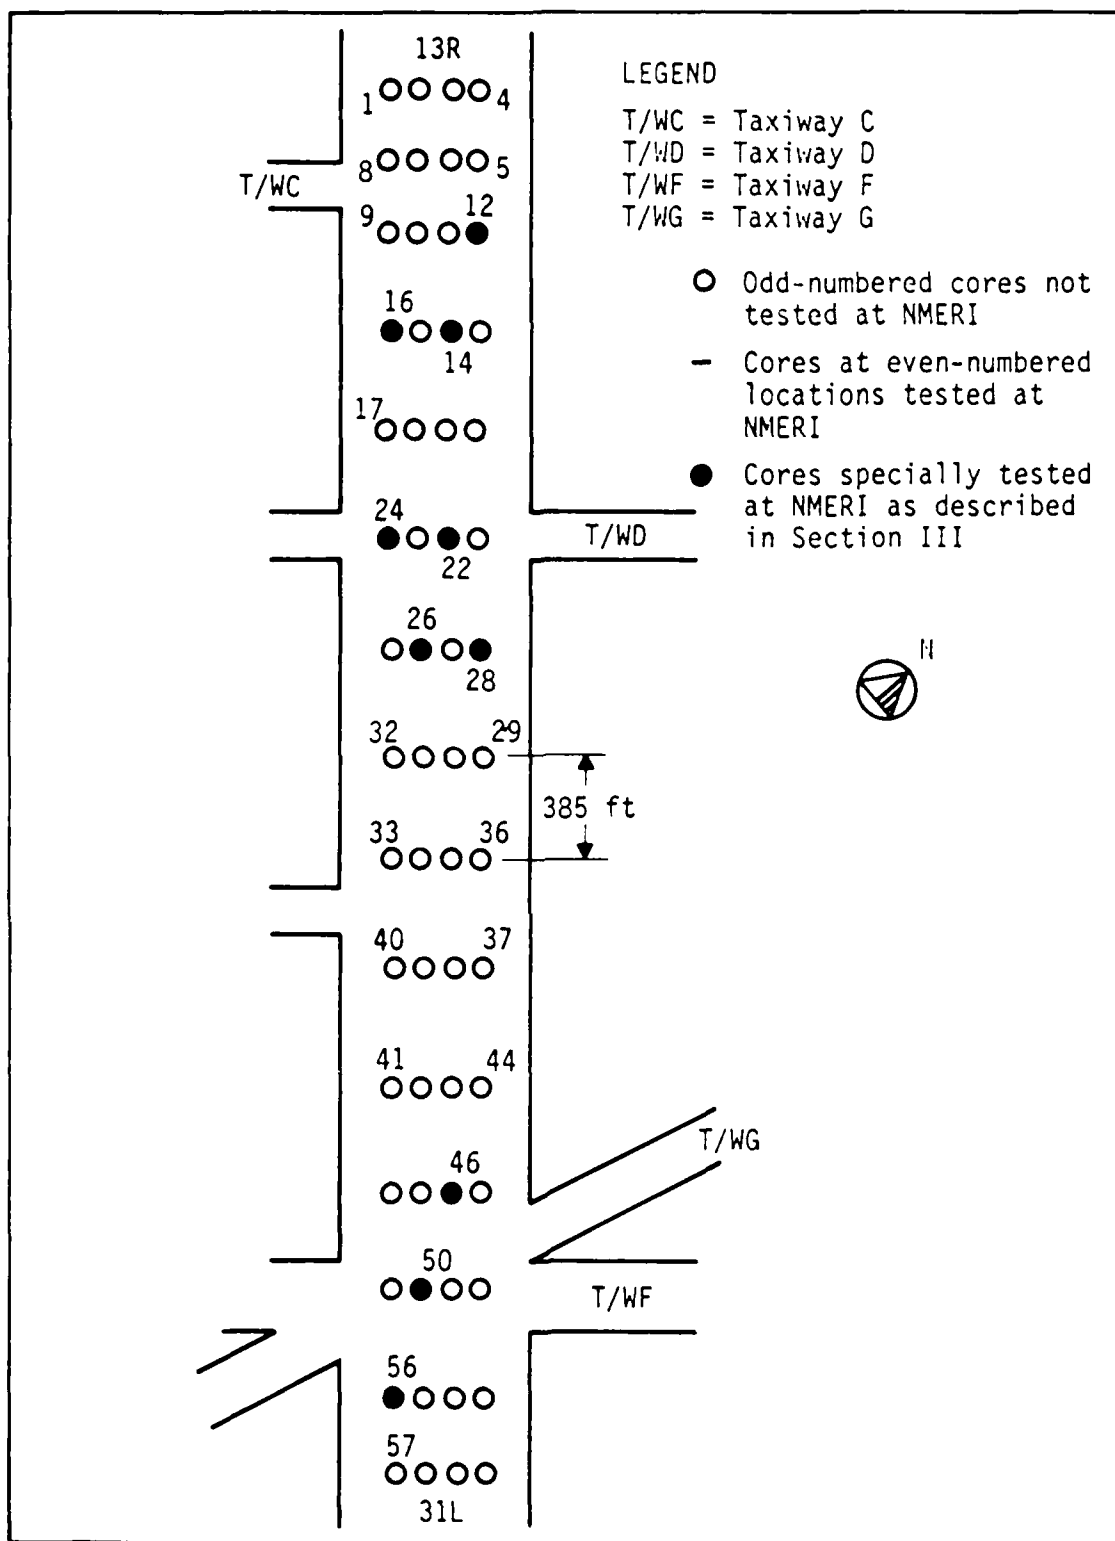 13R
1 4
8 5
T/WC
9 12
16
14
17
24
22
T/WD
26
28
32 29
385 ft
33 36
40 37
41 44
T/WG
46
50
T/WF
56
57
31L
LEGEND
T/WC = Taxiway C
T/WD = Taxiway D
T/WF = Taxiway F
T/WG = Taxiway G
Odd-numbered cores not
tested at NMERI
Cores at even-numbered
locations tested at
NMERI
Cores specially tested
at NMERI as described
in Section III
N